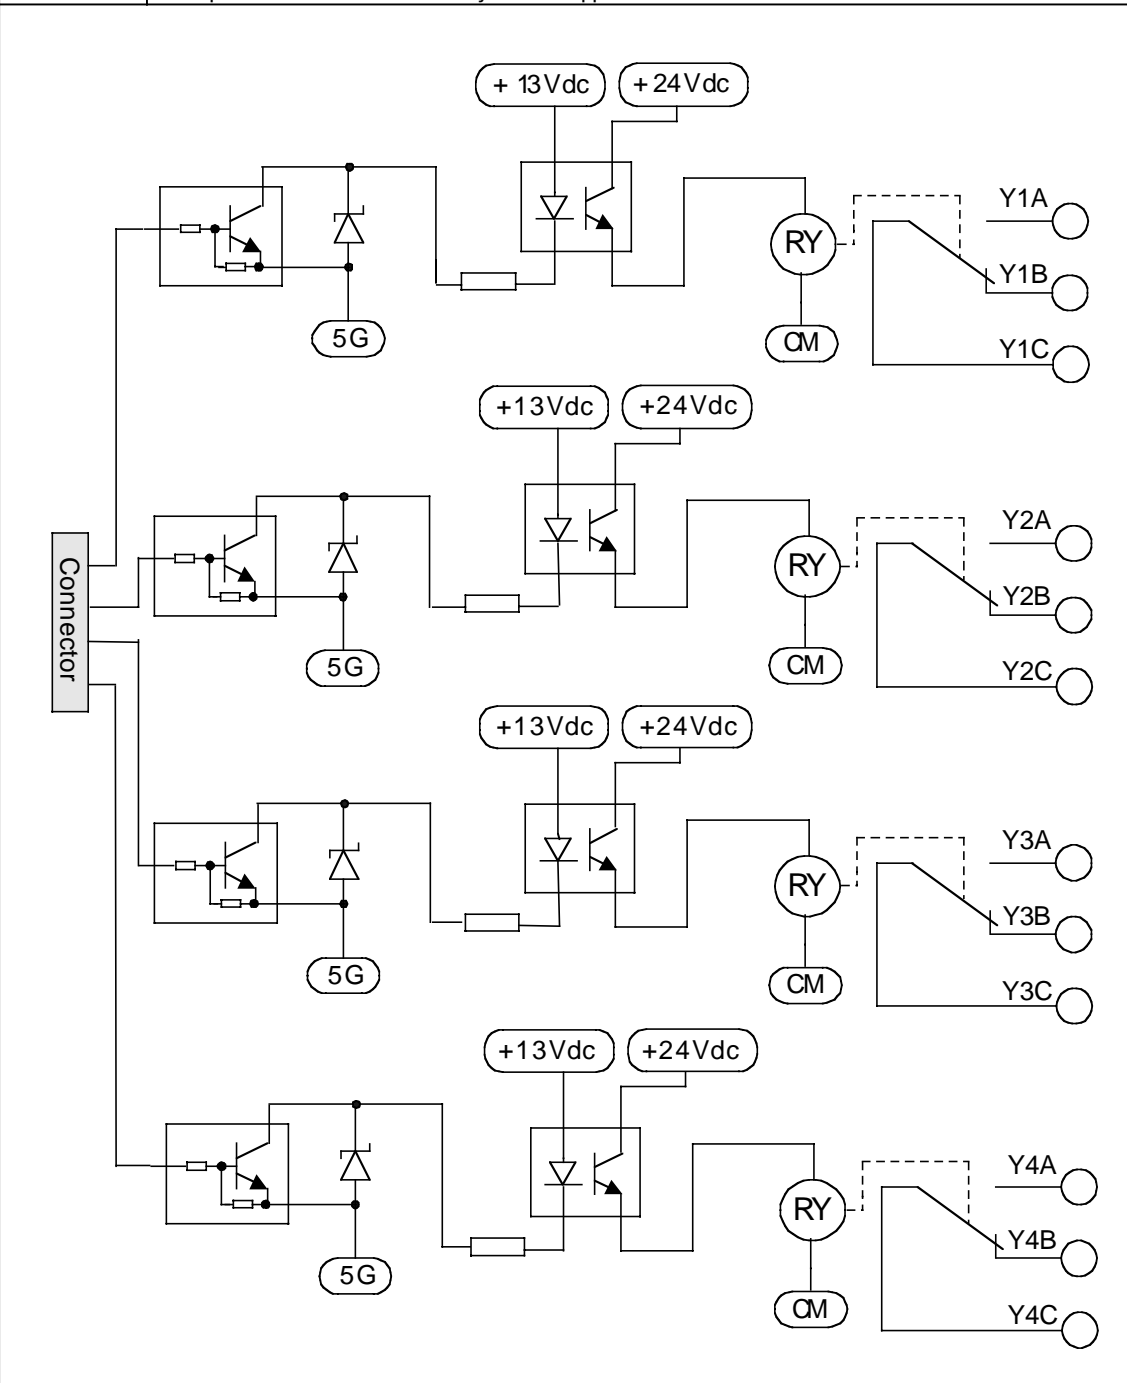 + 13Vdc
+24Vdc
Y1A
RY
Y1B
5G
CM
Y1C
+13Vdc
+24Vdc
Y2A
RY
Connector
Y2B
5G
CM
Y2C
+13Vdc
+24Vdc
Y3A
RY
Y3B
5G
CM
Y3C
+13Vdc
+24Vdc
Y4A
RY
Y4B
5G
CM
Y4C